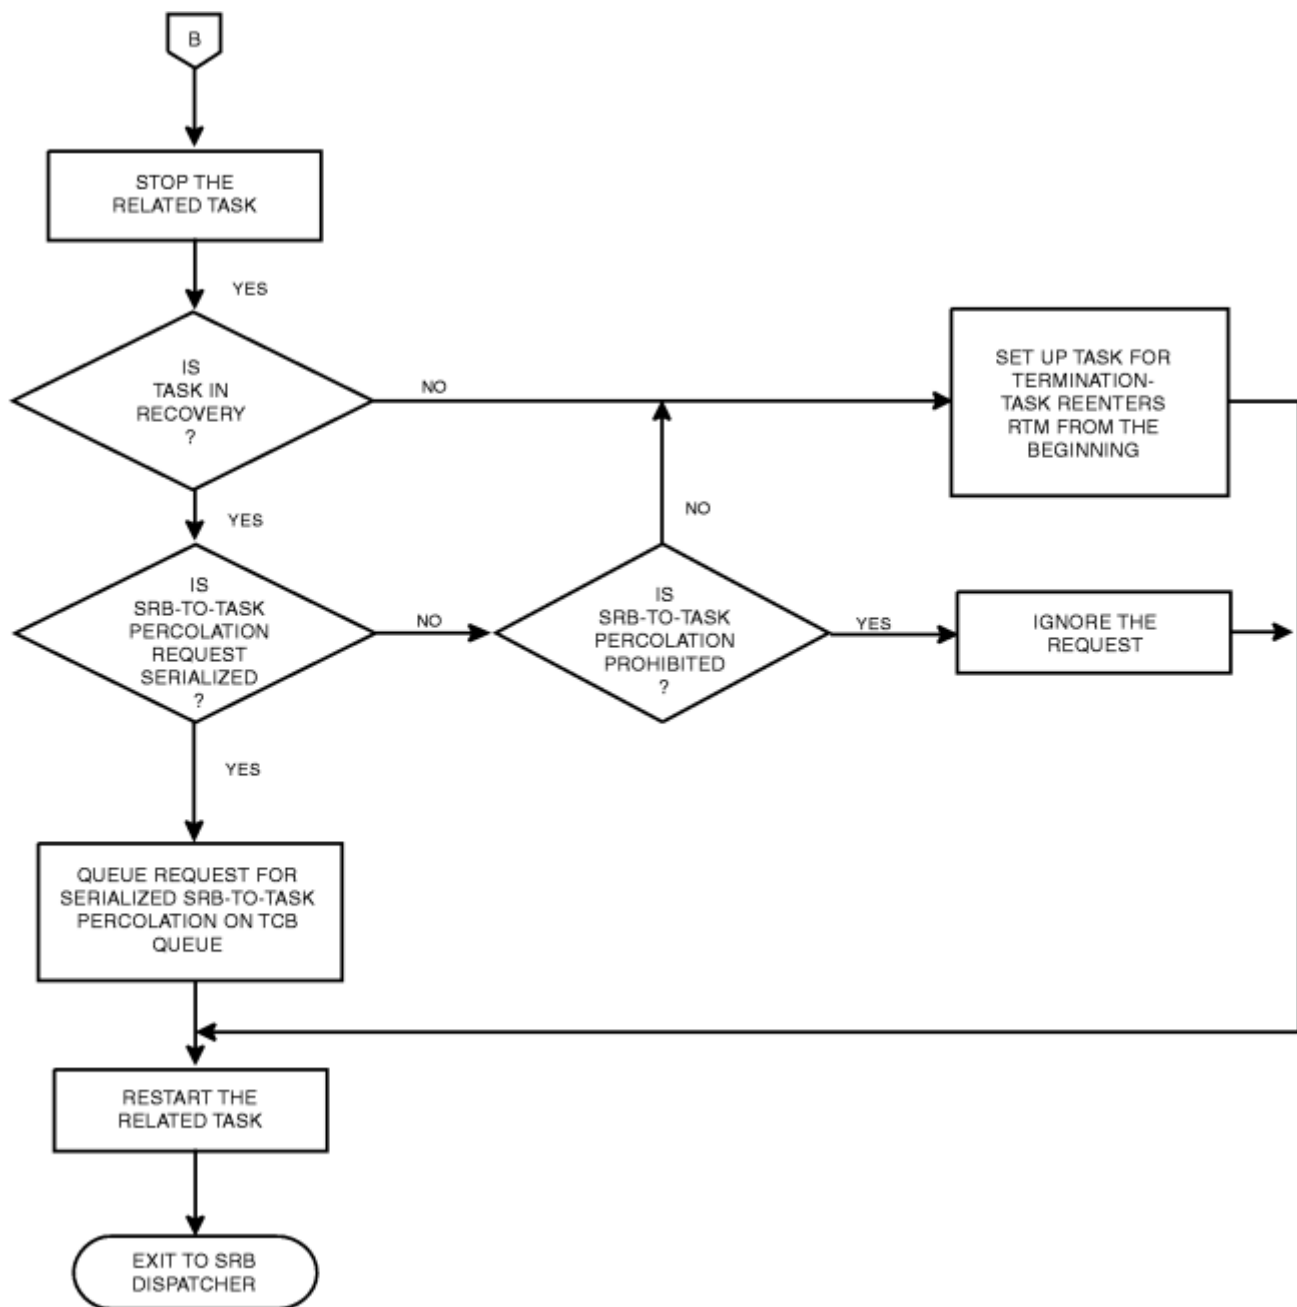 B
STOP THE
RELATED TASK
YES
IS
TASK IN
RECOVERY
?
NO
SET UP TASK FOR
TERMINATION-
TASK REENTERS
RTM FROM THE
BEGINNING
YES
NO
IS
SRB-TO-TASK
PERCOLATION
REQUEST
SERIALIZED
?
NO
IS
SRB-TO-TASK
PERCOLATION
PROHIBITED
?
YES
IGNORE THE
REQUEST
YES
QUEUE REQUEST FOR
SERIALIZED SRB-TO-TASK
PERCOLATION ON TCB
QUEUE
RESTART THE
RELATED TASK
EXIT TO SRB
DISPATCHER